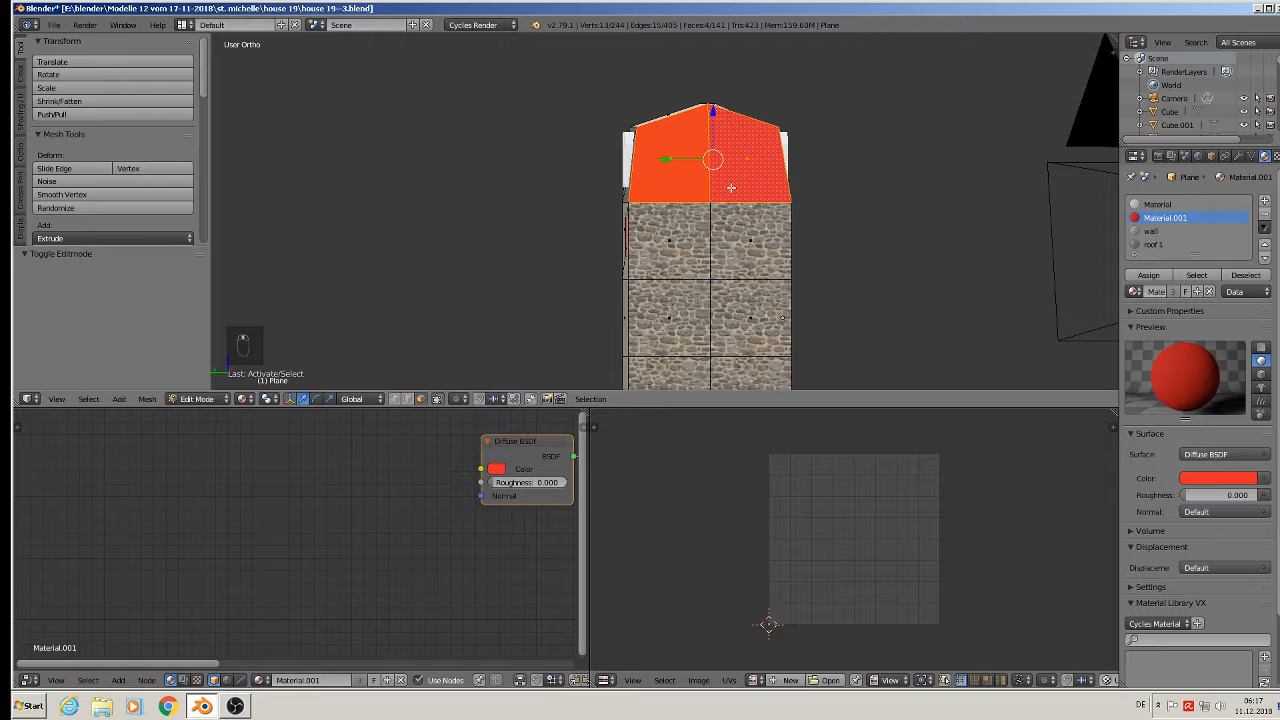 Blender* [E:\blender\Modelle 12 vom 17-11-2018\st. michelle\house 19\house 19--3.blend]
File Render Window Help Default Scene Cycles Render v2.79.1 | Verts:13/244 | Edges:15/405 | Faces:4/141 | Tris:423 | Mem:159.60M | Plane
Transform
Translate
Rotate
Scale
Shrink/Fatten
Push/Pull
Mesh Tools
Deform:
Slide Edge Vertex
Noise
Smooth Vertex
Randomize
Add:
Extrude
Toggle Editmode
User Ortho
Last: Activate/Select
(1) Plane
View Select Add Mesh Edit Mode Global Selection
View Search All Scenes
Scene
RenderLayers
World
Camera
Cube
Cube.001
Plane Material.001
Material
Material.001
wall
roof 1
Assign Select Deselect
Mate 3 F Data
Custom Properties
Preview
Surface
Surface: Diffuse BSDF
Color:
Roughness: 0.000
Normal: Default
Volume
Displacement
Displaceme Default
Settings
Material Library VX
Cycles Material
Diffuse BSDF
BSDF
Color
Roughness: 0.000
Normal
Material.001
View Select Add Node Material.001 3 F Use Nodes
View Select Image UVs New Open View
Start DE 06:17
11.12.2018